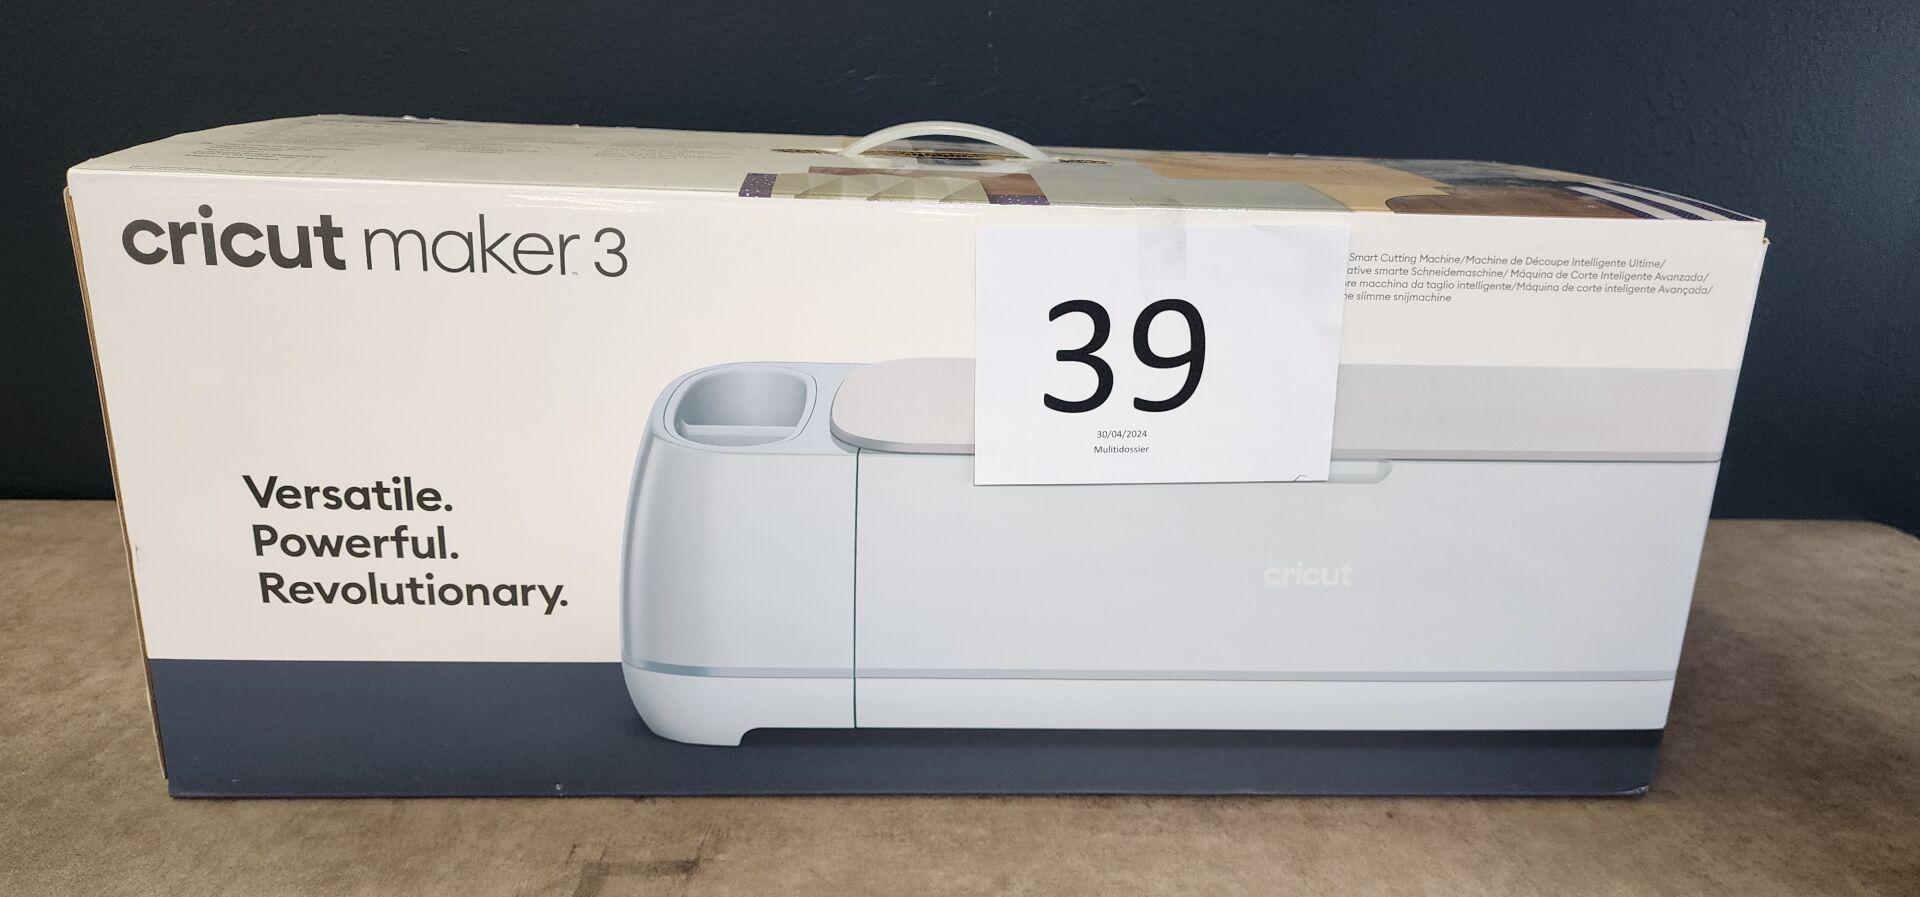 cricut maker™ 3
Smart Cutting Machine/Machine de Découpe Intelligente Ultime/
ative smarte Schneidemaschine/ Máquina de Corte Inteligente Avanzada/
re macchina da taglio intelligente/Máquina de corte inteligente Avançada/
ne slimme snijmachine
39
30/04/2024
Mulitidossier
Versatile.
Powerful.
Revolutionary.
cricut